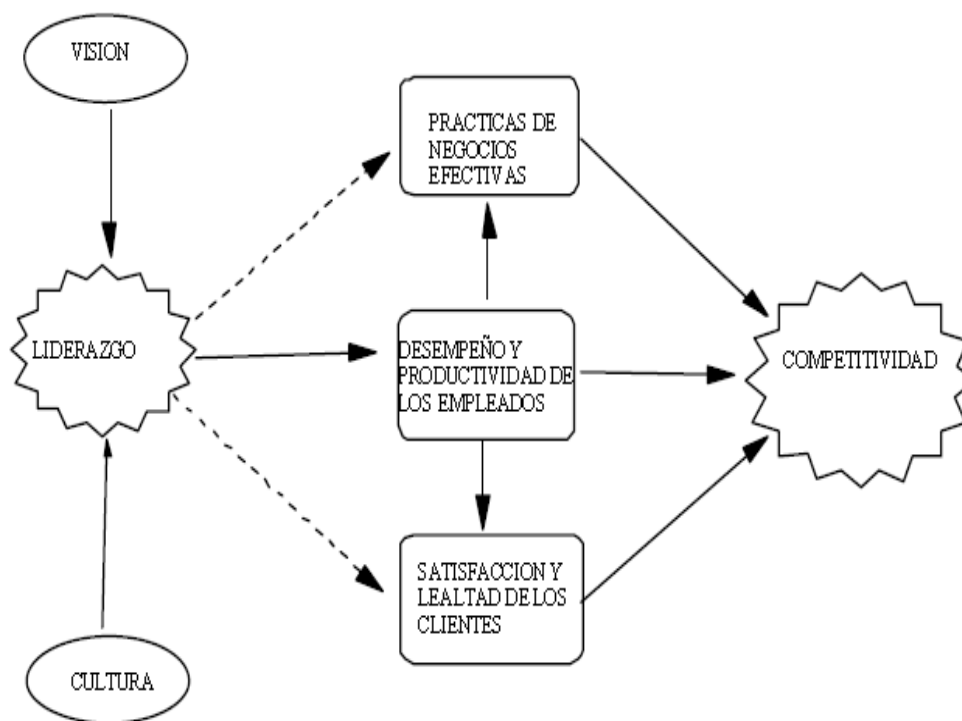 VISION
PRACTICAS DE
NEGOCIOS
EFECTIVAS
LIDERAZGO
DESEMPEÑO Y
PRODUCTIVIDAD DE
LOS EMPLEADOS
COMPETITIVIDAD
SATISFACCION Y
LEALTAD DE LOS
CLIENTES
CULTURA